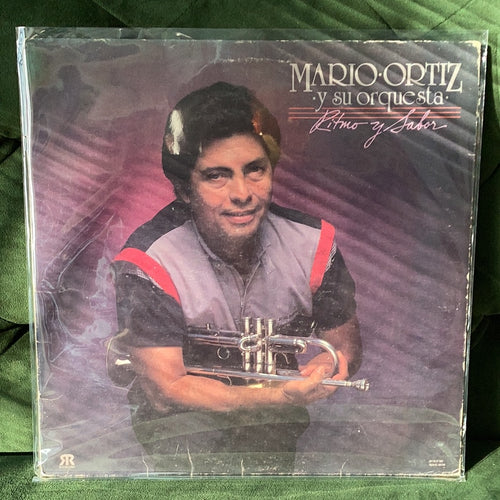 MARIO·ORTIZ
·y su orquesta·
Ritmo y Sabor